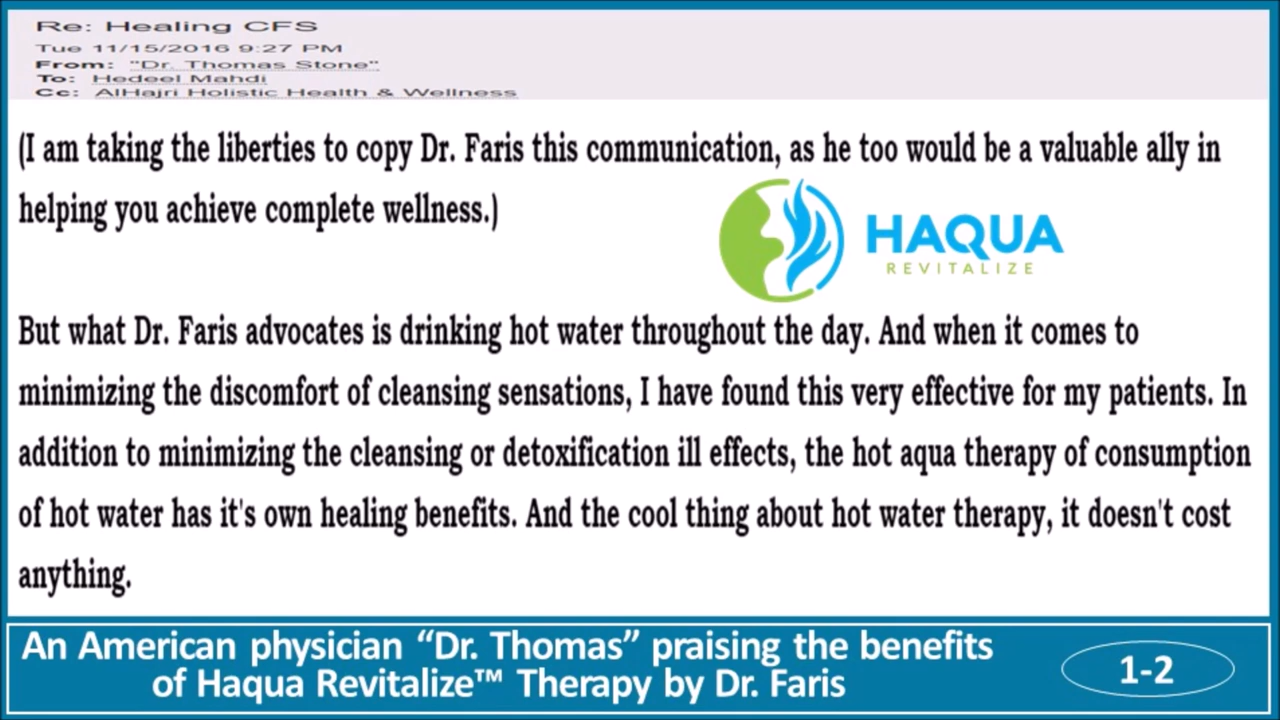 Re: Healing CFS
Tue 11/15/2016 9:27 PM
From: "Dr. Thomas Stone"
To: Hedeel Mahdi
Cc: AlHajri Holistic Health & Wellness
(I am taking the liberties to copy Dr. Faris this communication, as he too would be a valuable ally in
helping you achieve complete wellness.)
HAQUA
REVITALIZE
But what Dr. Faris advocates is drinking hot water throughout the day. And when it comes to
minimizing the discomfort of cleansing sensations, I have found this very effective for my patients. In
addition to minimizing the cleansing or detoxification ill effects, the hot aqua therapy of consumption
of hot water has it's own healing benefits. And the cool thing about hot water therapy, it doesn't cost
anything.
An American physician “Dr. Thomas” praising the benefits
of Haqua Revitalize™ Therapy by Dr. Faris
1-2